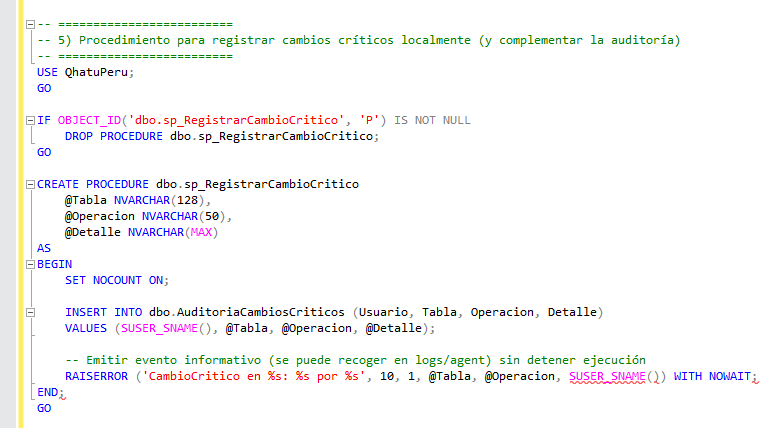 -- =========================
-- 5) Procedimiento para registrar cambios críticos localmente (y complementar la auditoría)
-- =========================
USE QhatuPeru;
GO
IF OBJECT_ID('dbo.sp_RegistrarCambioCritico', 'P') IS NOT NULL
    DROP PROCEDURE dbo.sp_RegistrarCambioCritico;
GO
CREATE PROCEDURE dbo.sp_RegistrarCambioCritico
    @Tabla NVARCHAR(128),
    @Operacion NVARCHAR(50),
    @Detalle NVARCHAR(MAX)
AS
BEGIN
    SET NOCOUNT ON;
    INSERT INTO dbo.AuditoriaCambiosCriticos (Usuario, Tabla, Operacion, Detalle)
    VALUES (SUSER_SNAME(), @Tabla, @Operacion, @Detalle);
    -- Emitir evento informativo (se puede recoger en logs/agent) sin detener ejecución
    RAISERROR ('CambioCritico en %s: %s por %s', 10, 1, @Tabla, @Operacion, SUSER_SNAME()) WITH NOWAIT;
END;
GO